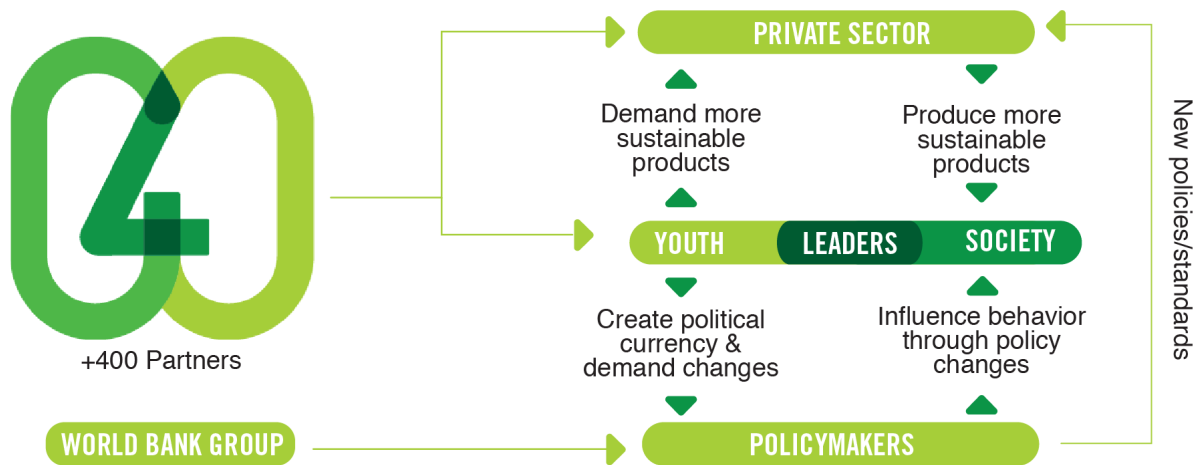 PRIVATE SECTOR
Demand more
sustainable
products
Produce more
sustainable
products
New policies/standards
YOUTH
LEADERS
SOCIETY
4
+400 Partners
Create political
currency &
demand changes
Influence behavior
through policy
changes
WORLD BANK GROUP
POLICYMAKERS